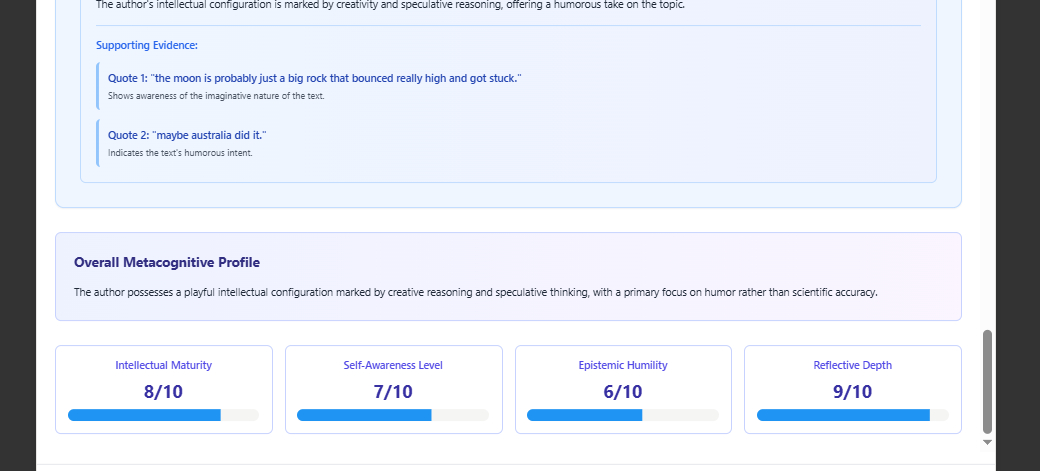 The author's intellectual configuration is marked by creativity and speculative reasoning, offering a humorous take on the topic.
Supporting Evidence:
Quote 1: "the moon is probably just a big rock that bounced really high and got stuck."
Shows awareness of the imaginative nature of the text.
Quote 2: "maybe australia did it."
Indicates the text's humorous intent.
Overall Metacognitive Profile
The author possesses a playful intellectual configuration marked by creative reasoning and speculative thinking, with a primary focus on humor rather than scientific accuracy.
Intellectual Maturity
8/10
Self-Awareness Level
7/10
Epistemic Humility
6/10
Reflective Depth
9/10